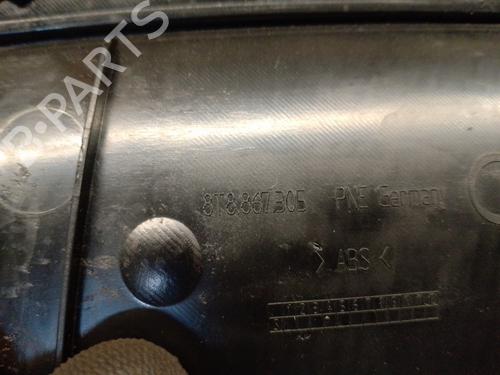 B-PARTS
8T8.867.305 PNE Germany
> ABS <